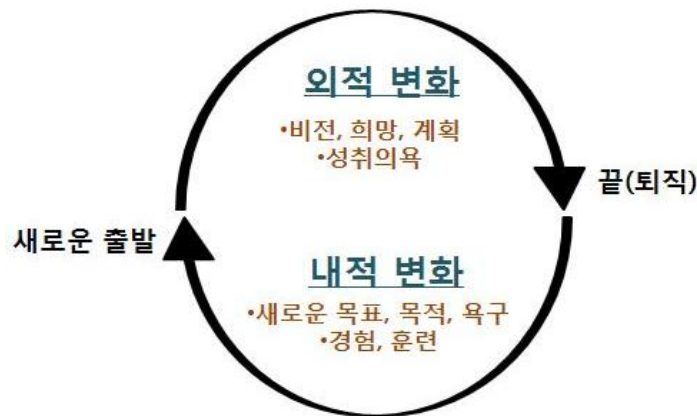 외적 변화
•비전, 희망, 계획
•성취의욕
끝(퇴직)
새로운 출발
내적 변화
•새로운 목표, 목적, 욕구
•경험, 훈련